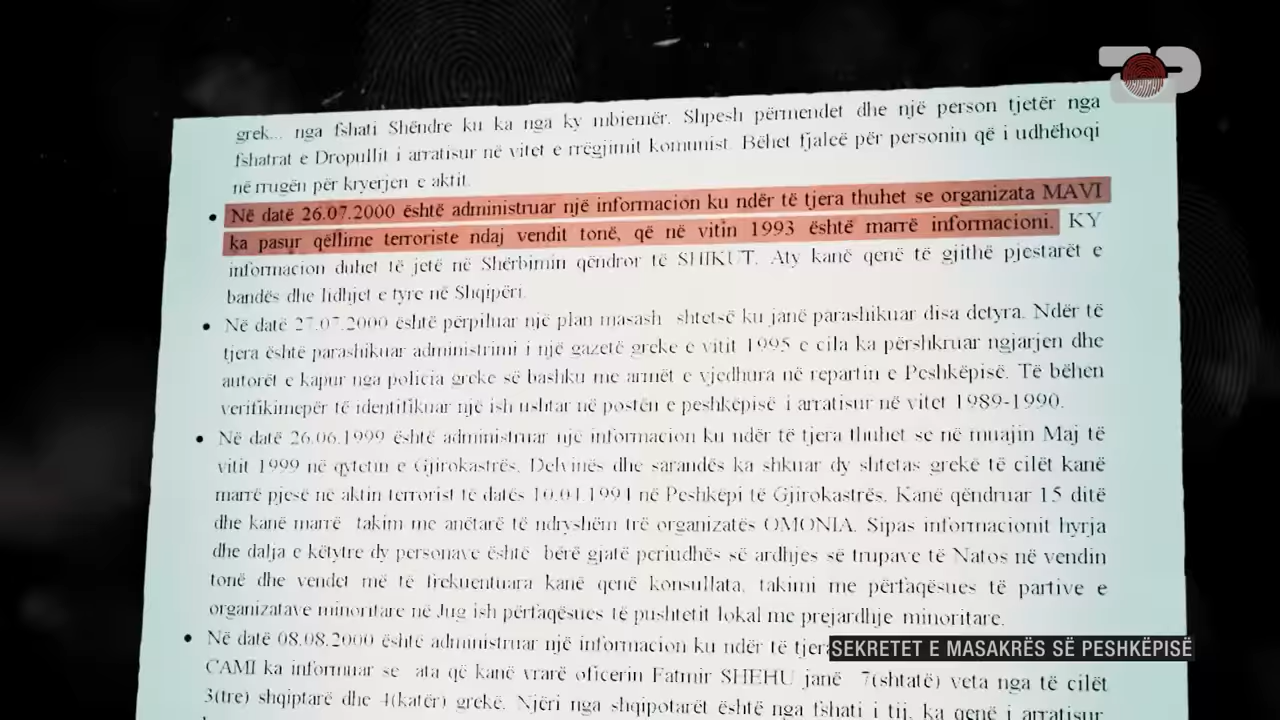 grek... nga fshati Shëndre ku ka nga ky mbiemër. Shpesh përmendet dhe një person tjetër nga
fshatrat e Dropullit i arratisur në vitet e rrëgjimit komunist. Bëhet fjaleë për personin që i udhëhoqi
në rrugën për kryerjen e aktit.
• Në datë 26.07.2000 është administruar një informacion ku ndër të tjera thuhet se organizata MAVI
ka pasur qëllime terroriste ndaj vendit tonë, që në vitin 1993 është marrë informacioni. KY
informacion duhet të jetë në Shërbimin qëndror të SHIKUT. Aty kanë qenë të gjithë pjestarët e
bandës dhe lidhjet e tyre në Shqipëri.
• Në datë 27.07.2000 është përpiluar një plan masash shtetsë ku janë parashikuar disa detyra. Ndër të
tjera është parashikuar administrimi i një gazetë greke e vitit 1995 e cila ka përshkruar ngjarjen dhe
autorët e kapur nga policia greke së bashku me armët e vjedhura në repartin e Peshkëpisë. Të bëhen
verifikimepër të identifikuar një ish ushtar në postën e peshkëpisë i arratisur në vitet 1989-1990.
• Në datë 26.06.1999 është administruar një informacion ku ndër të tjera thuhet se në muajin Maj të
vitit 1999 në qytetin e Gjirokastrës, Delvinës dhe sarandës ka shkuar dy shtetas grekë të cilët kanë
marrë pjesë në aktin terrorist të datës 10.04.1994 në Peshkëpi të Gjirokastrës. Kanë qëndruar 15 ditë
dhe kanë marrë takim me anëtarë të ndryshëm trë organizatës OMONIA. Sipas informacionit hyrja
dhe dalja e këtytre dy personave është bërë gjatë periudhës së ardhjes së trupave të Natos në vendin
tonë dhe vendet më të frekuentuara kanë qenë konsullata, takimi me përfaqësues të partive e
organizatave minoritare në Jug ish përfaqësues të pushtetit lokal me prejardhje minoritare.
• Në datë 08.08.2000 është administruar një informacion ku ndër të tjera
SEKRETET E MASAKRËS SË PESHKËPISË
CAMI ka informuar se ata që kanë vrarë oficerin Fatmir SHEHU janë 7(shtatë) veta nga të cilët
3(tre) shqiptarë dhe 4(katër) grekë. Njëri nga shqipotarët është nga fshati i tij, ka qenë i arratisur